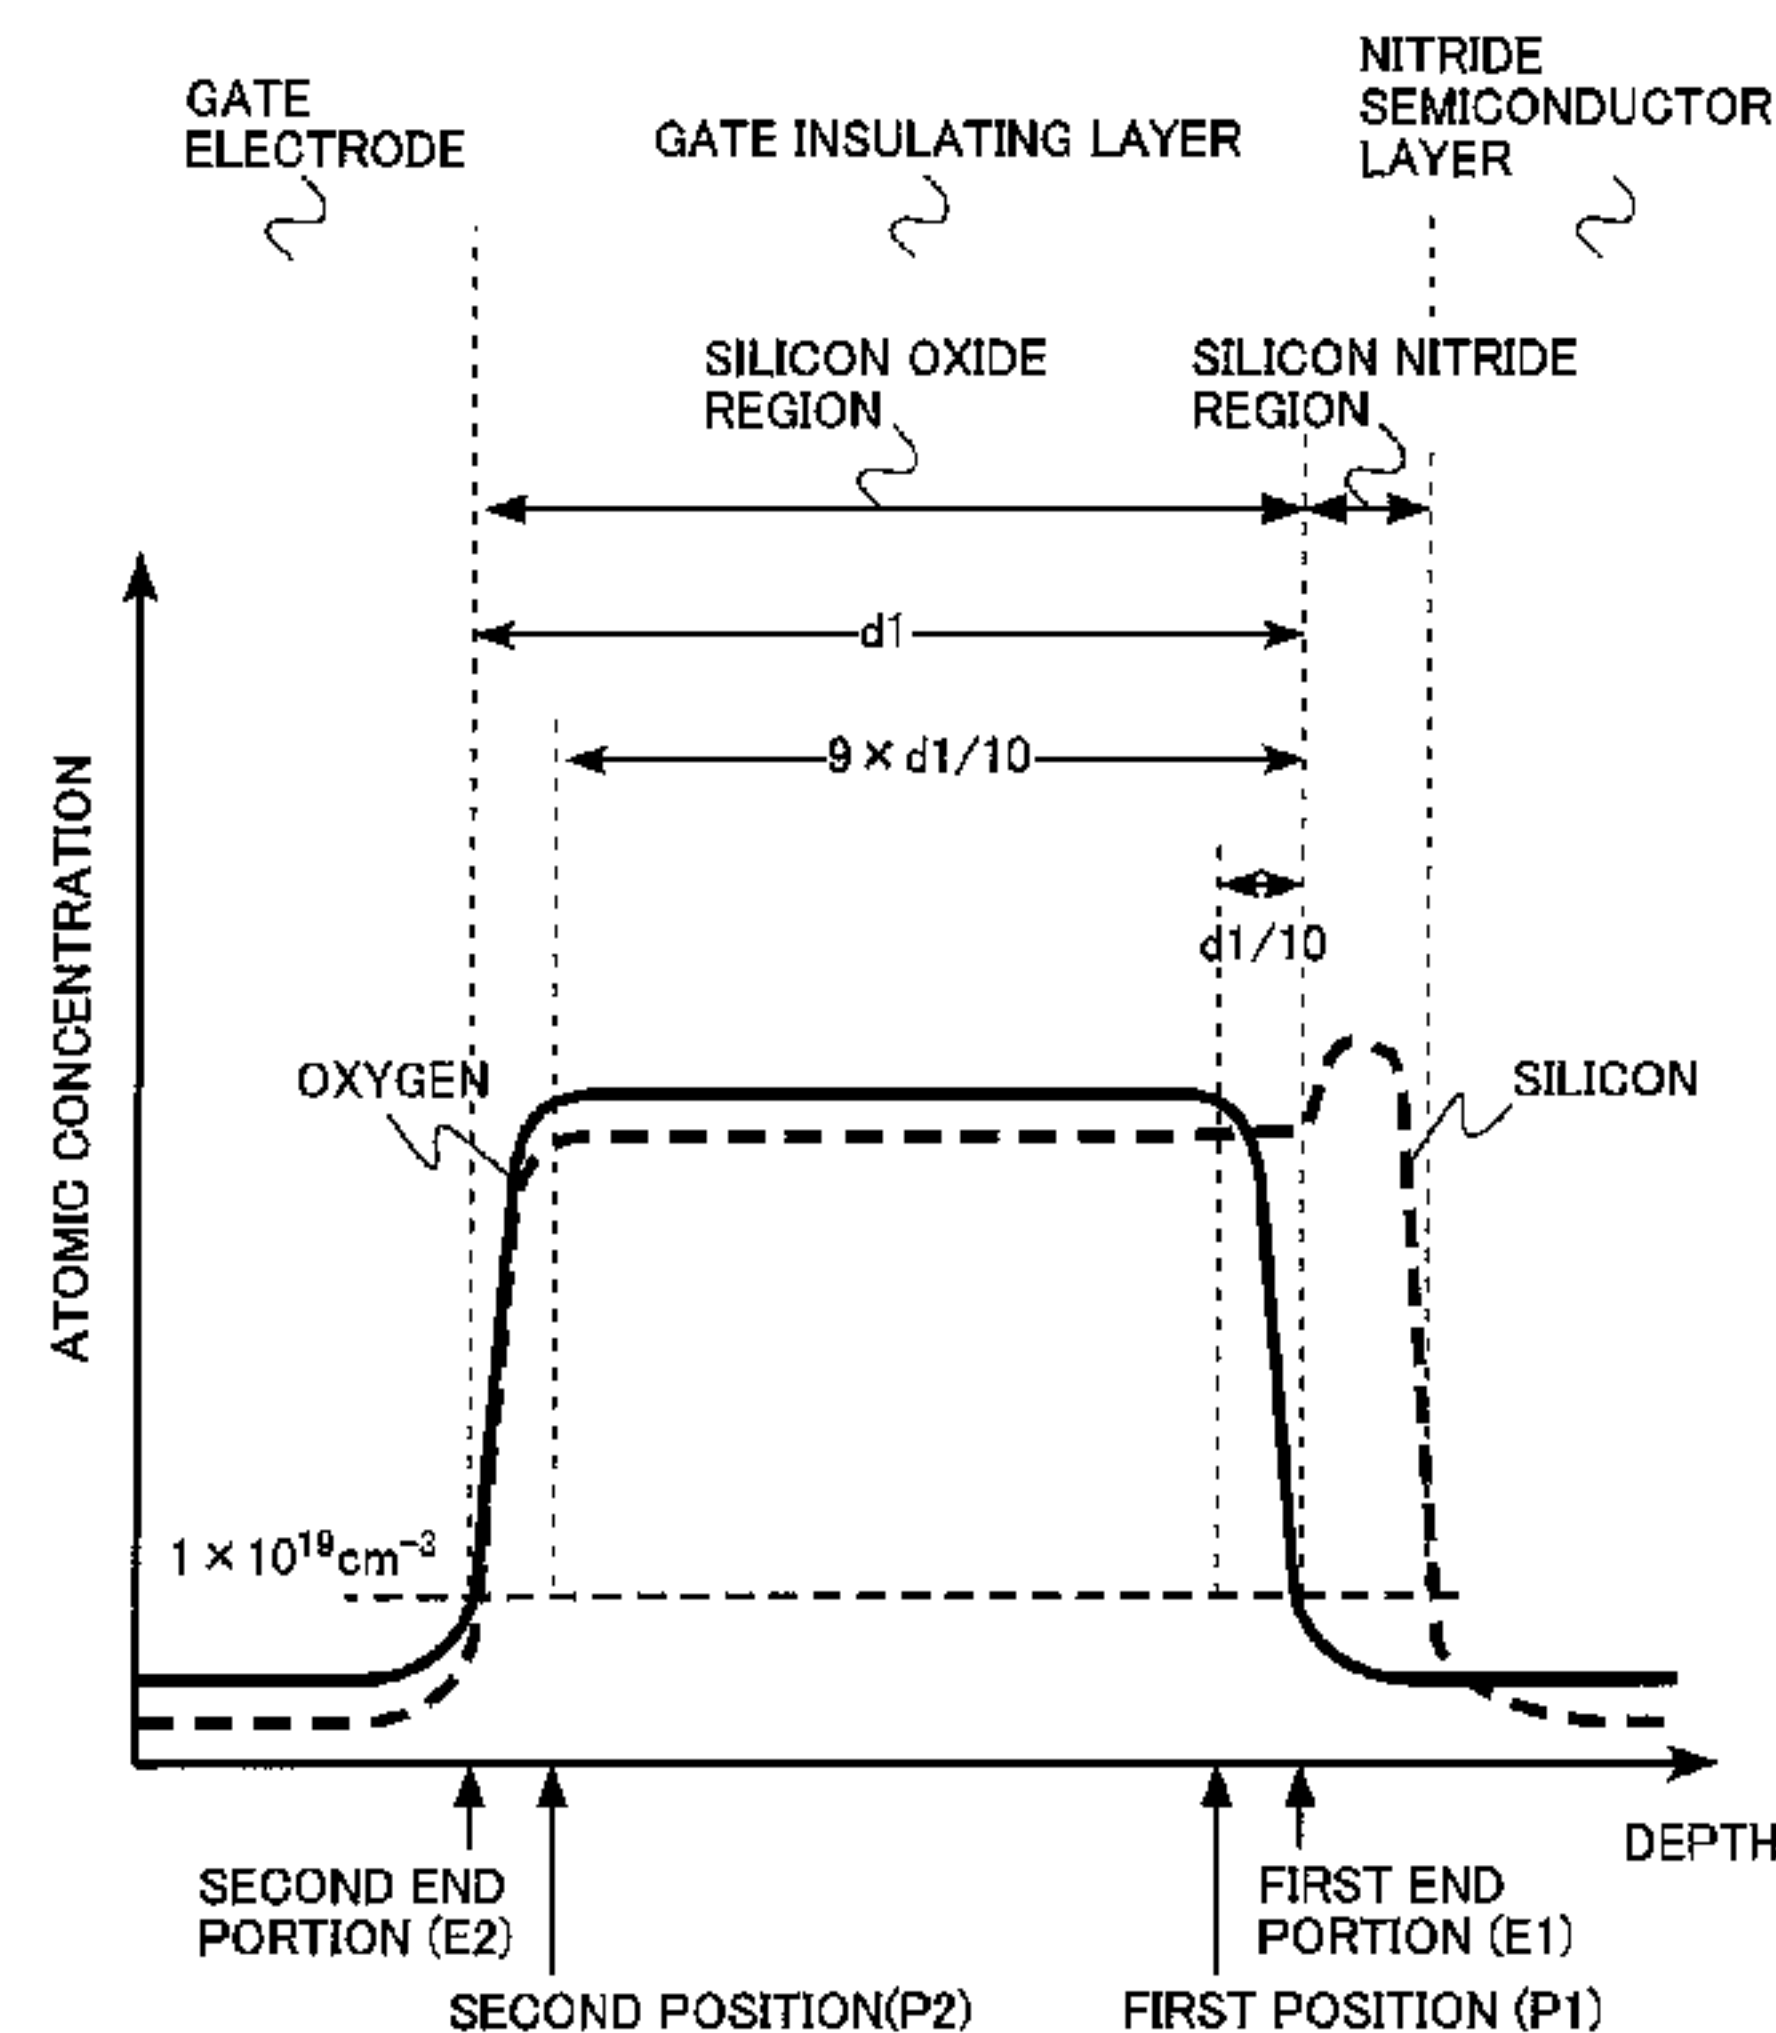 GATE
ELECTRODE
GATE INSULATING LAYER
NITRIDE
SEMICONDUCTOR
LAYER
SILICON OXIDE
REGION
SILICON NITRIDE
REGION
d1
9×d1/10
d1/10
OXYGEN
SILICON
ATOMIC CONCENTRATION
1×10¹⁹cm⁻³
DEPTH
SECOND END
PORTION (E2)
FIRST END
PORTION (E1)
SECOND POSITION(P2)
FIRST POSITION (P1)